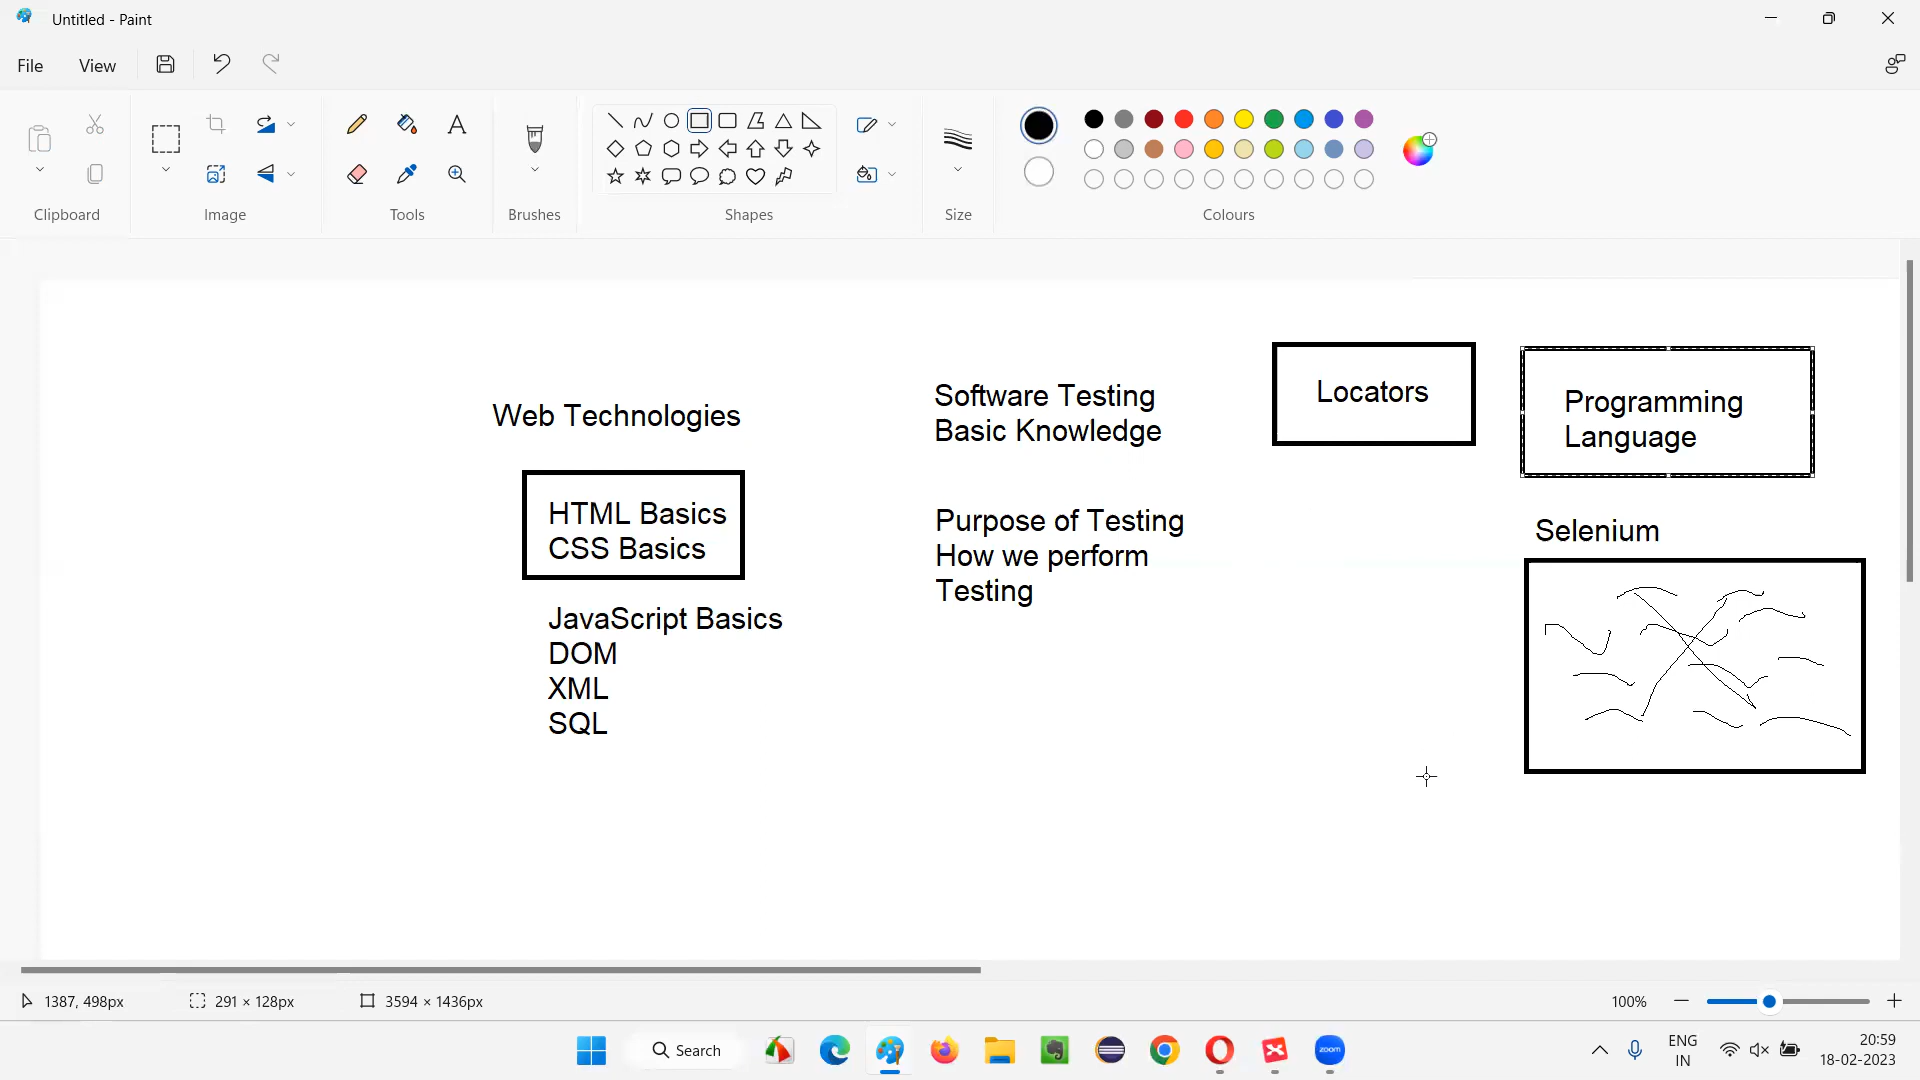 Untitled - Paint
File
View
Clipboard
Image
Tools
Brushes
Shapes
Size
Colours
Web Technologies
HTML Basics
CSS Basics
JavaScript Basics
DOM
XML
SQL
Software Testing
Basic Knowledge
Purpose of Testing
How we perform
Testing
Locators
Programming
Language
Selenium
1387, 498px
291 × 128px
3594 × 1436px
100%
Search
zoom
ENG
IN
20:59
18-02-2023